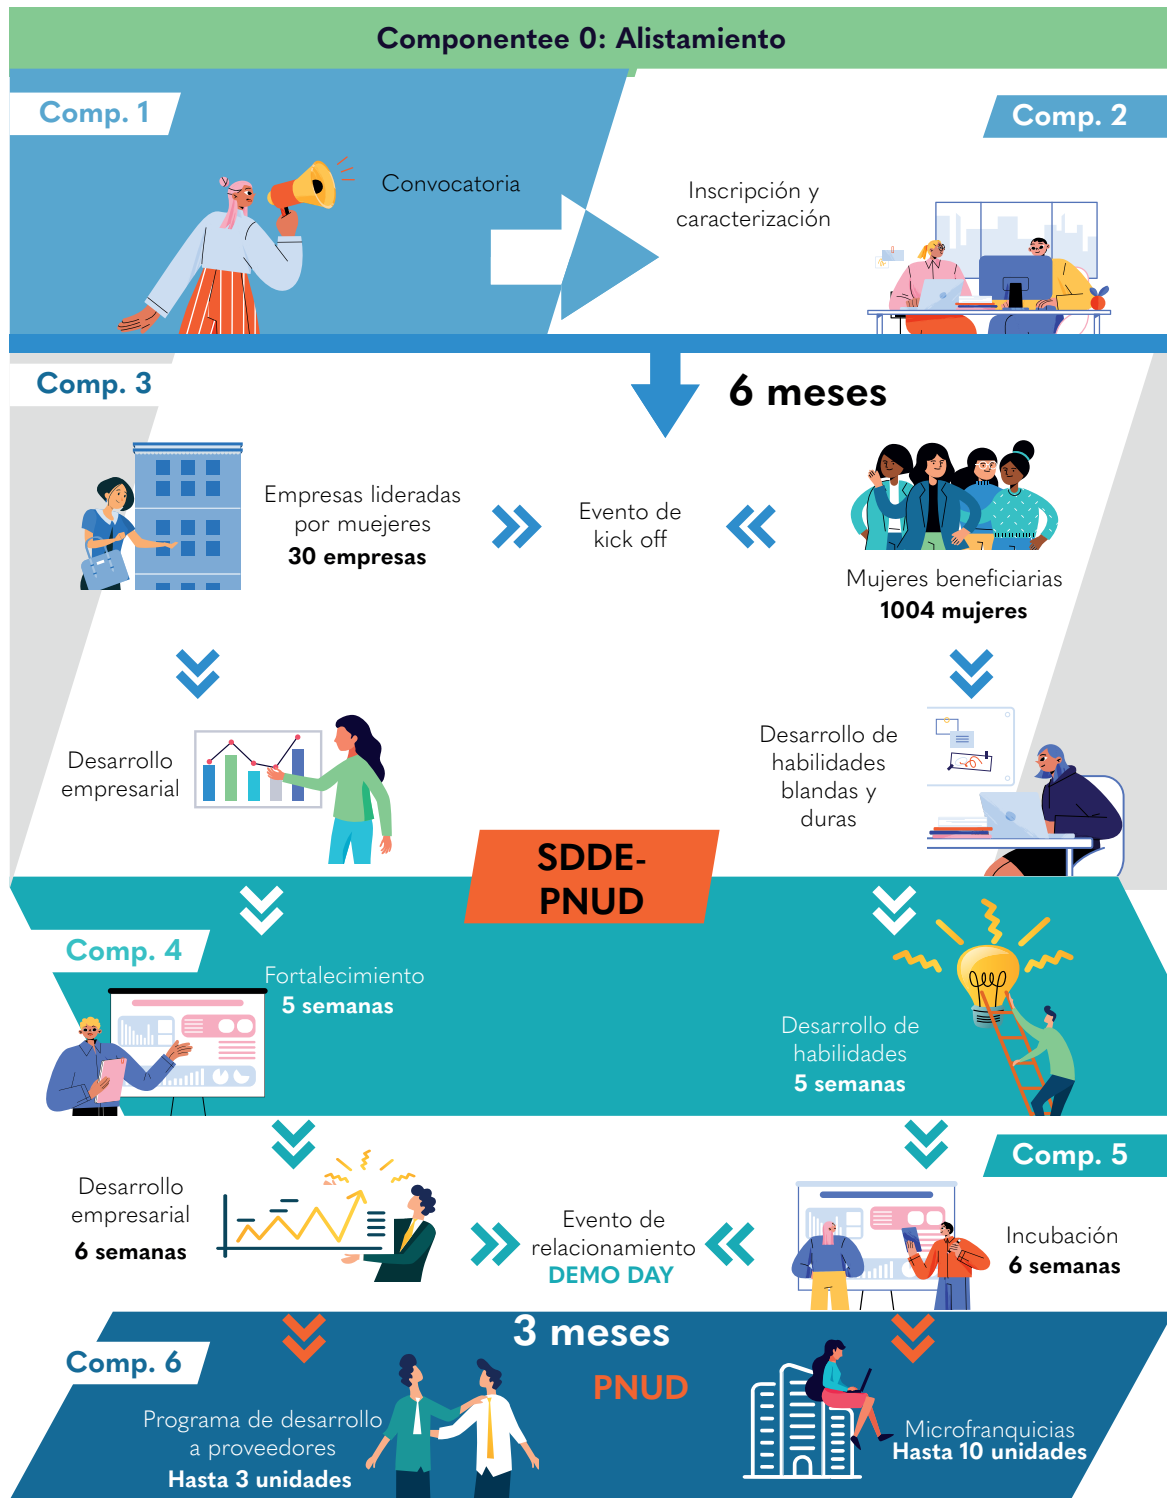 Componentee 0: Alistamiento
Comp. 1
Convocatoria
Comp. 2
Inscripción y
caracterización
Comp. 3
6 meses
Empresas lideradas
por muejeres
30 empresas
Evento de
kick off
Mujeres beneficiarias
1004 mujeres
Desarrollo
empresarial
Desarrollo de
habilidades
blandas y
duras
SDDE-
PNUD
Comp. 4
Fortalecimiento
5 semanas
Desarrollo de
habilidades
5 semanas
Comp. 5
Desarrollo
empresarial
6 semanas
Evento de
relacionamiento
DEMO DAY
Incubación
6 semanas
3 meses
PNUD
Comp. 6
Programa de desarrollo
a proveedores
Hasta 3 unidades
Microfranquicias
Hasta 10 unidades